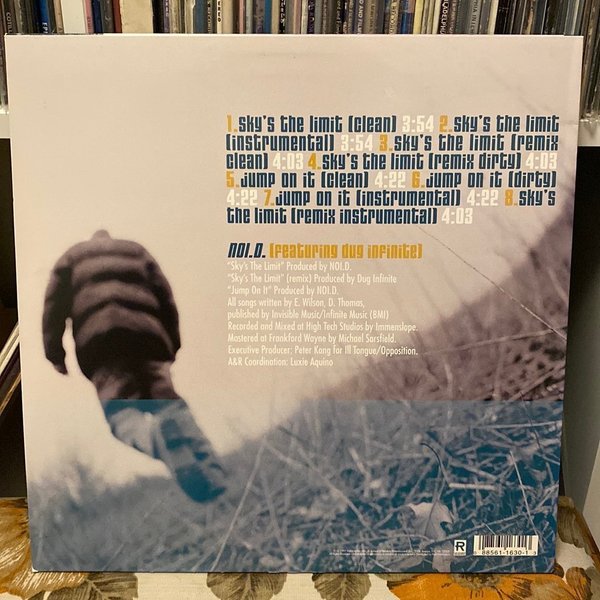 1. sky's the limit (clean) 3:54 2. sky's the limit
(instrumental) 3:54 3. sky's the limit (remix
clean) 4:03 4. sky's the limit (remix dirty) 4:03
5. jump on it (clean) 4:22 6. jump on it (dirty)
4:22 7. jump on it (instrumental) 4:22 8. sky's
the limit (remix instrumental) 4:03
NOI.D. (featuring dug infinite)
"Sky's The Limit" Produced by NOI.D.
"Sky's The Limit" (remix) Produced by Dug Infinite
"Jump On It" Produced by NOI.D.
All songs written by E. Wilson, D. Thomas,
published by Invisible Music/Infinite Music (BMI)
Recorded and Mixed at High Tech Studios by Immenslope.
Mastered at Frankford Wayne by Michael Sarsfield.
Executive Producer: Peter Kang for Ill Tongue/Opposition,
A&R Coordination: Luxie Aquino
R
88561-1630-1